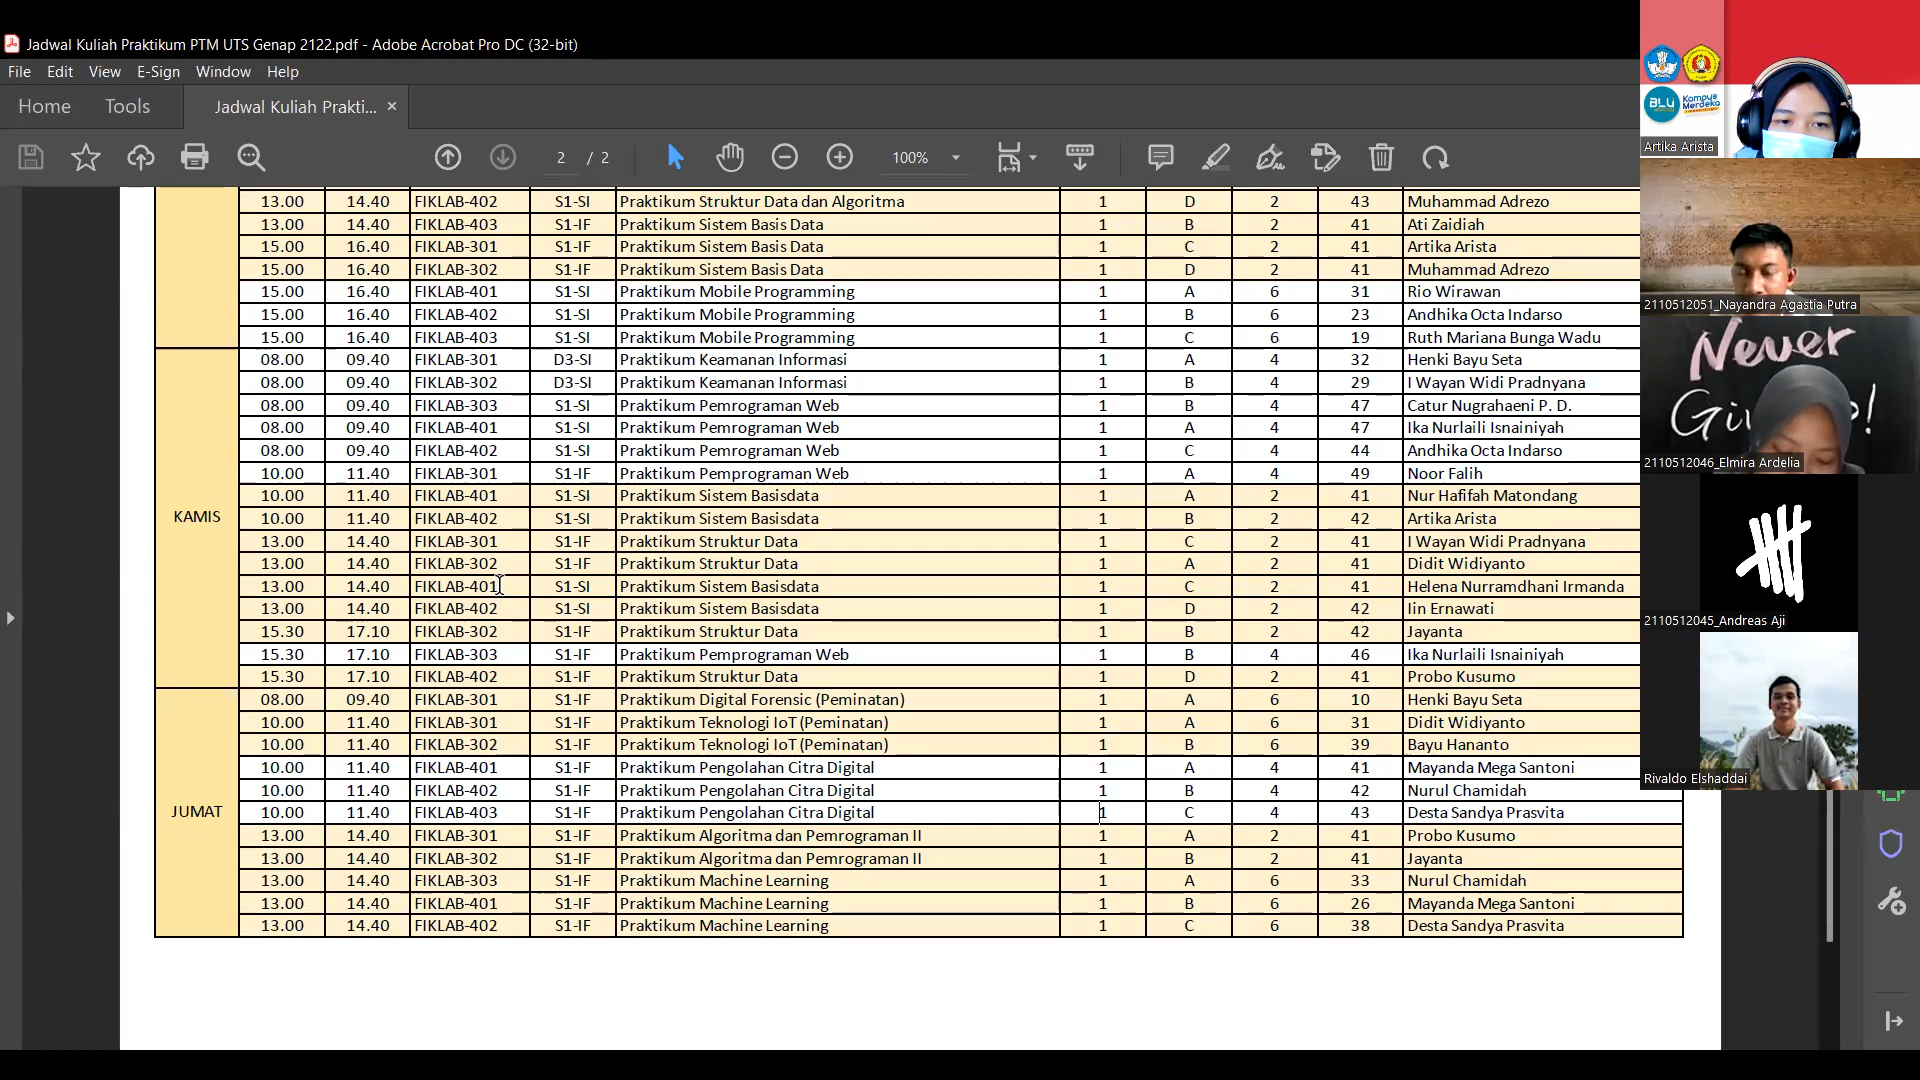 Jadwal Kuliah Praktikum PTM UTS Genap 2122.pdf - Adobe Acrobat Pro DC (32-bit)
File Edit View E-Sign Window Help
Home Tools Jadwal Kuliah Prakti... ×
2 / 2 100%
13.00 14.40 FIKLAB-402 S1-SI Praktikum Struktur Data dan Algoritma 1 D 2 43 Muhammad Adrezo
13.00 14.40 FIKLAB-403 S1-IF Praktikum Sistem Basis Data 1 B 2 41 Ati Zaidiah
15.00 16.40 FIKLAB-301 S1-SI Praktikum Sistem Basis Data 1 C 2 41 Artika Arista
15.00 16.40 FIKLAB-302 S1-IF Praktikum Sistem Basis Data 1 D 2 41 Muhammad Adrezo
15.00 16.40 FIKLAB-401 S1-SI Praktikum Mobile Programming 1 A 6 31 Rio Wirawan
15.00 16.40 FIKLAB-402 S1-SI Praktikum Mobile Programming 1 B 6 23 Andhika Octa Indarso
15.00 16.40 FIKLAB-403 S1-SI Praktikum Mobile Programming 1 C 6 19 Ruth Mariana Bunga Wadu
KAMIS
08.00 09.40 FIKLAB-301 D3-SI Praktikum Keamanan Informasi 1 A 4 32 Henki Bayu Seta
08.00 09.40 FIKLAB-302 D3-SI Praktikum Keamanan Informasi 1 B 4 29 I Wayan Widi Pradnyana
08.00 09.40 FIKLAB-303 S1-SI Praktikum Pemrograman Web 1 B 4 47 Catur Nugrahaeni P. D.
08.00 09.40 FIKLAB-401 S1-SI Praktikum Pemrograman Web 1 A 4 47 Ika Nurlaili Isnainiyah
08.00 09.40 FIKLAB-402 S1-SI Praktikum Pemrograman Web 1 C 4 44 Andhika Octa Indarso
10.00 11.40 FIKLAB-301 S1-IF Praktikum Pemprograman Web 1 A 4 49 Noor Falih
10.00 11.40 FIKLAB-401 S1-SI Praktikum Sistem Basisdata 1 A 2 41 Nur Hafifah Matondang
10.00 11.40 FIKLAB-402 S1-SI Praktikum Sistem Basisdata 1 B 2 42 Artika Arista
13.00 14.40 FIKLAB-301 S1-IF Praktikum Struktur Data 1 C 2 41 I Wayan Widi Pradnyana
13.00 14.40 FIKLAB-302 S1-IF Praktikum Struktur Data 1 A 2 41 Didit Widiyanto
13.00 14.40 FIKLAB-401 S1-SI Praktikum Sistem Basisdata 1 C 2 41 Helena Nurramdhani Irmanda
13.00 14.40 FIKLAB-402 S1-SI Praktikum Sistem Basisdata 1 D 2 42 Iin Ernawati
15.30 17.10 FIKLAB-302 S1-IF Praktikum Struktur Data 1 B 2 42 Jayanta
15.30 17.10 FIKLAB-303 S1-IF Praktikum Pemprograman Web 1 B 4 46 Ika Nurlaili Isnainiyah
15.30 17.10 FIKLAB-402 S1-IF Praktikum Struktur Data 1 D 2 41 Probo Kusumo
JUMAT
08.00 09.40 FIKLAB-301 S1-IF Praktikum Digital Forensic (Peminatan) 1 A 6 10 Henki Bayu Seta
10.00 11.40 FIKLAB-301 S1-IF Praktikum Teknologi IoT (Peminatan) 1 A 6 31 Didit Widiyanto
10.00 11.40 FIKLAB-302 S1-IF Praktikum Teknologi IoT (Peminatan) 1 B 6 39 Bayu Hananto
10.00 11.40 FIKLAB-401 S1-IF Praktikum Pengolahan Citra Digital 1 A 4 41 Mayanda Mega Santoni
10.00 11.40 FIKLAB-402 S1-IF Praktikum Pengolahan Citra Digital 1 B 4 42 Nurul Chamidah
10.00 11.40 FIKLAB-403 S1-IF Praktikum Pengolahan Citra Digital 1 C 4 43 Desta Sandya Prasvita
13.00 14.40 FIKLAB-301 S1-IF Praktikum Algoritma dan Pemrograman II 1 A 2 41 Probo Kusumo
13.00 14.40 FIKLAB-302 S1-IF Praktikum Algoritma dan Pemrograman II 1 B 2 41 Jayanta
13.00 14.40 FIKLAB-303 S1-IF Praktikum Machine Learning 1 A 6 33 Nurul Chamidah
13.00 14.40 FIKLAB-401 S1-IF Praktikum Machine Learning 1 B 6 26 Mayanda Mega Santoni
13.00 14.40 FIKLAB-402 S1-IF Praktikum Machine Learning 1 C 6 38 Desta Sandya Prasvita
BLU Kampus
Merdeka
Artika Arista
2110512051_Nayandra Agastia Putra
Never
2110512046_Elmira Ardelia
2110512045_Andreas Aji
Rivaldo Elshaddai